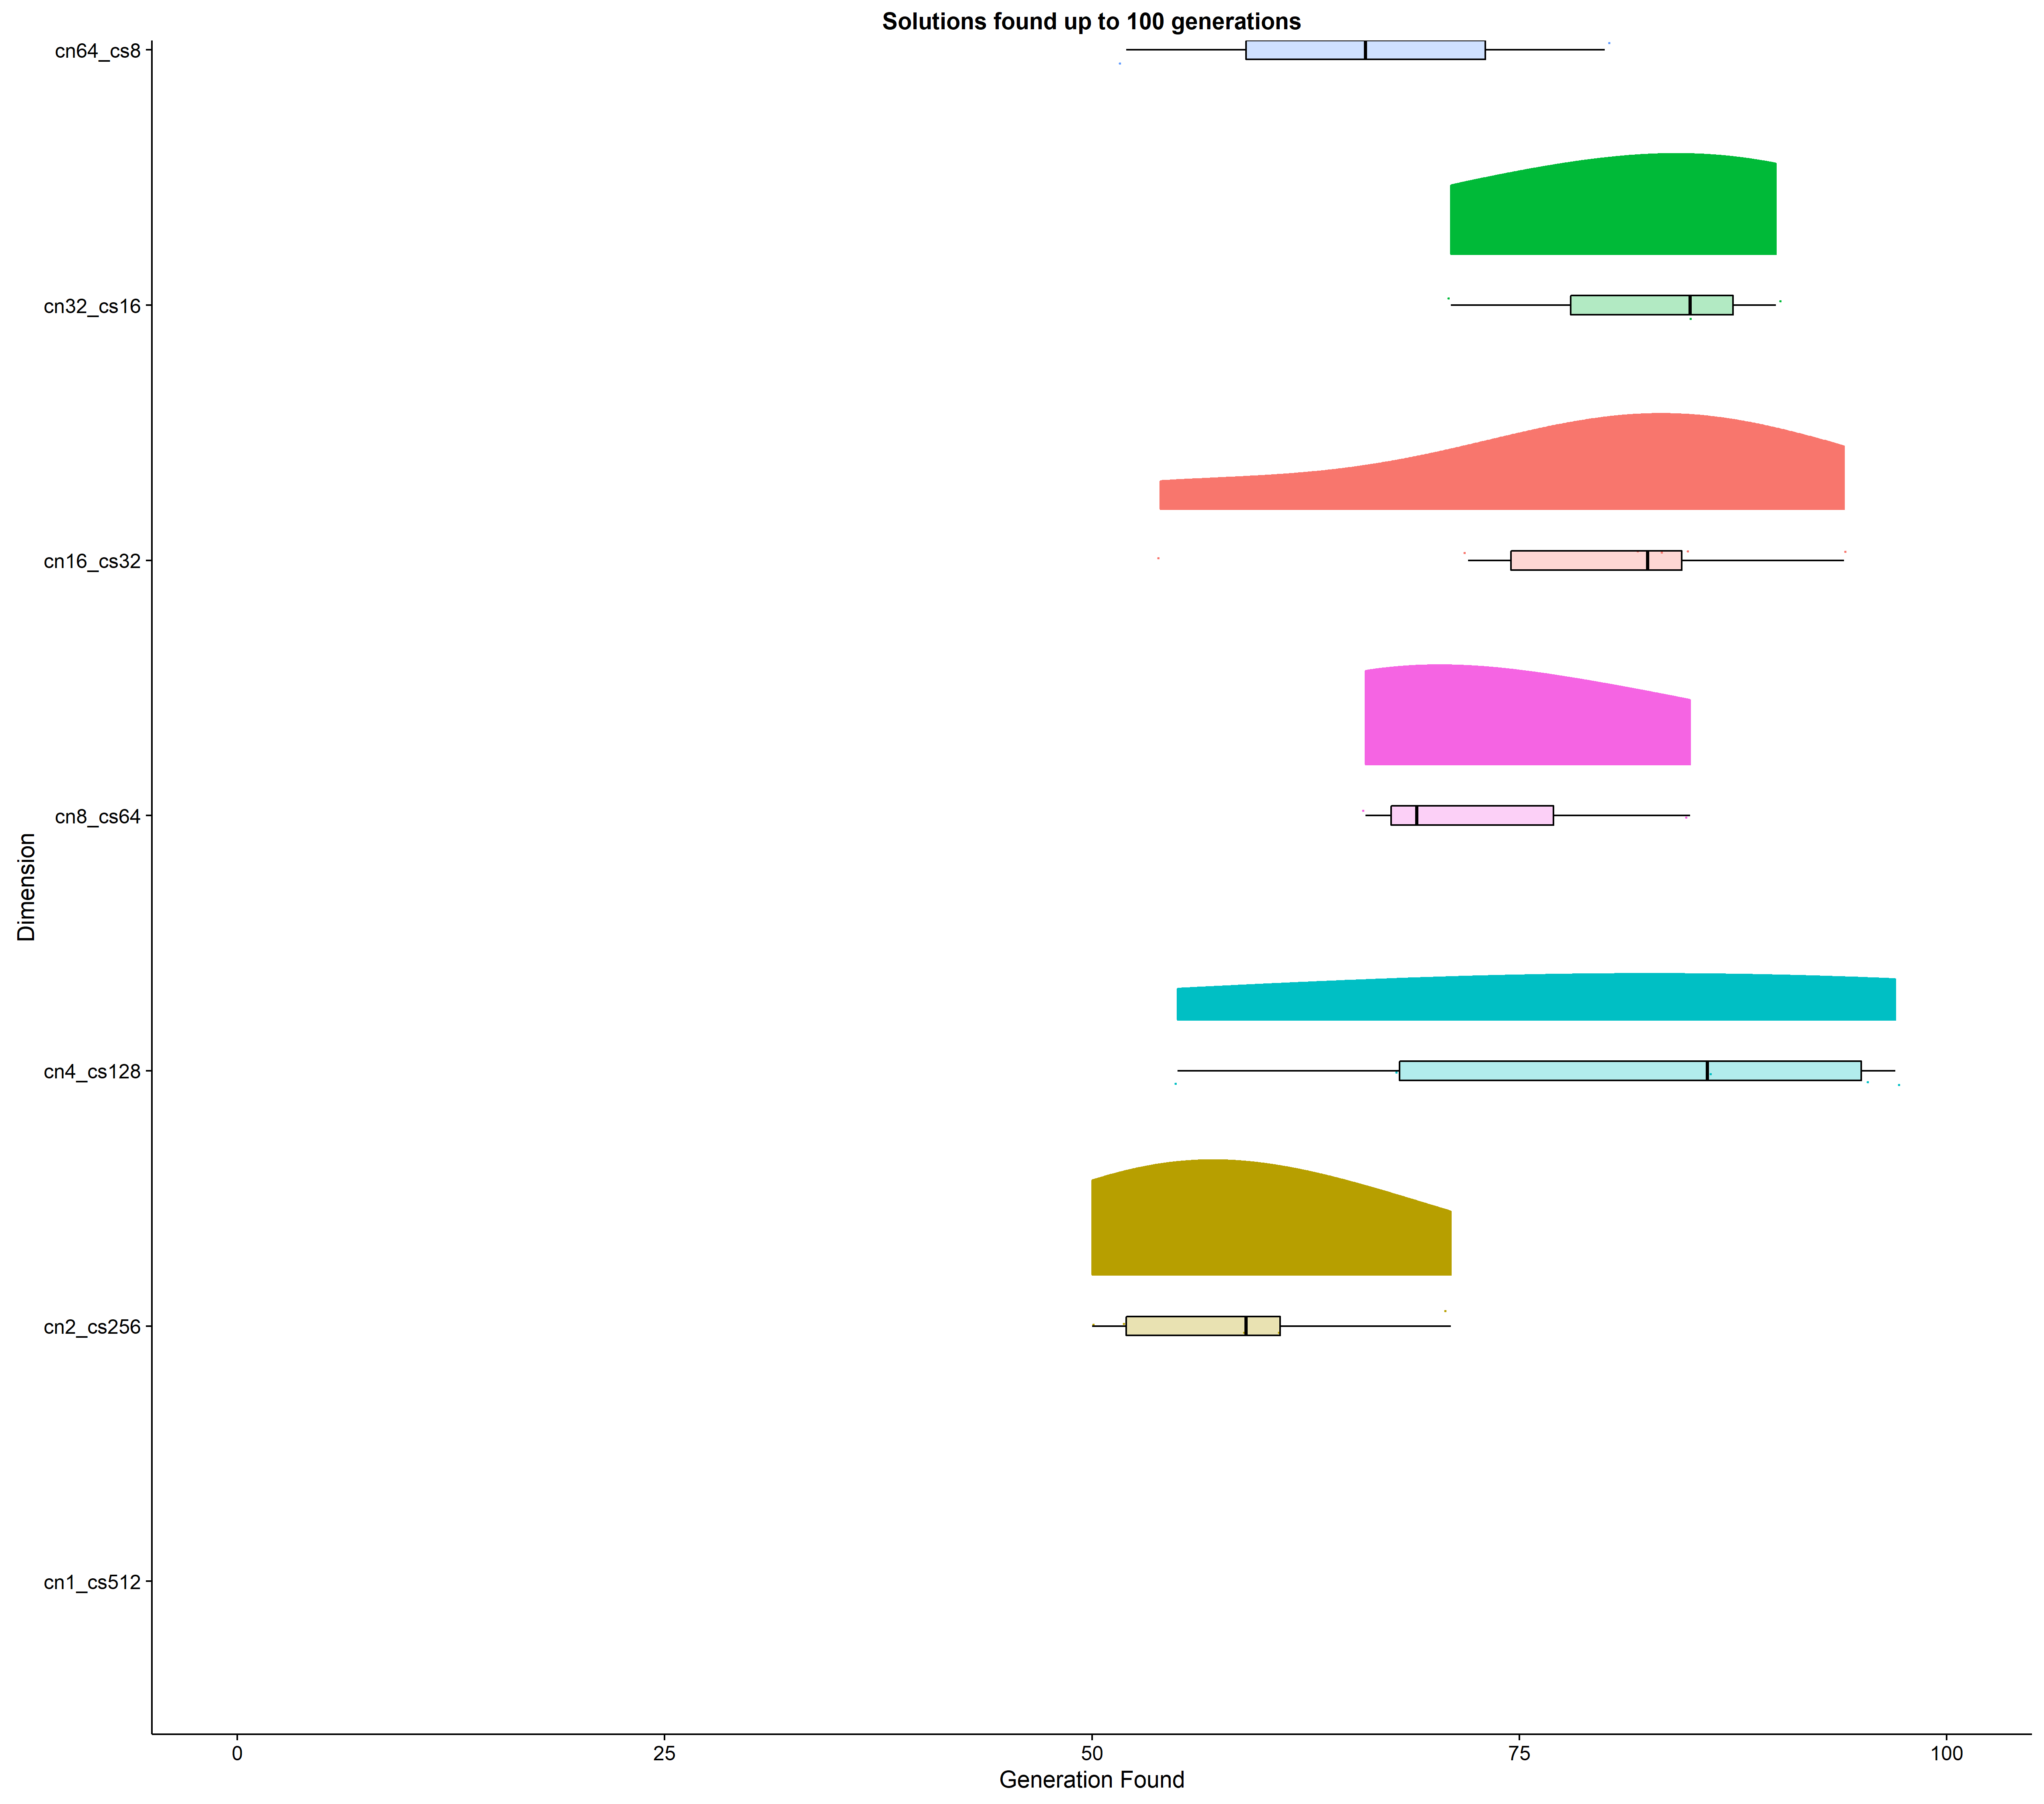 Solutions found up to 100 generations
cn64_cs8
cn32_cs16
cn16_cs32
cn8_cs64
Dimension
cn4_cs128
cn2_cs256
cn1_cs512
0 25 50 75 100
Generation Found